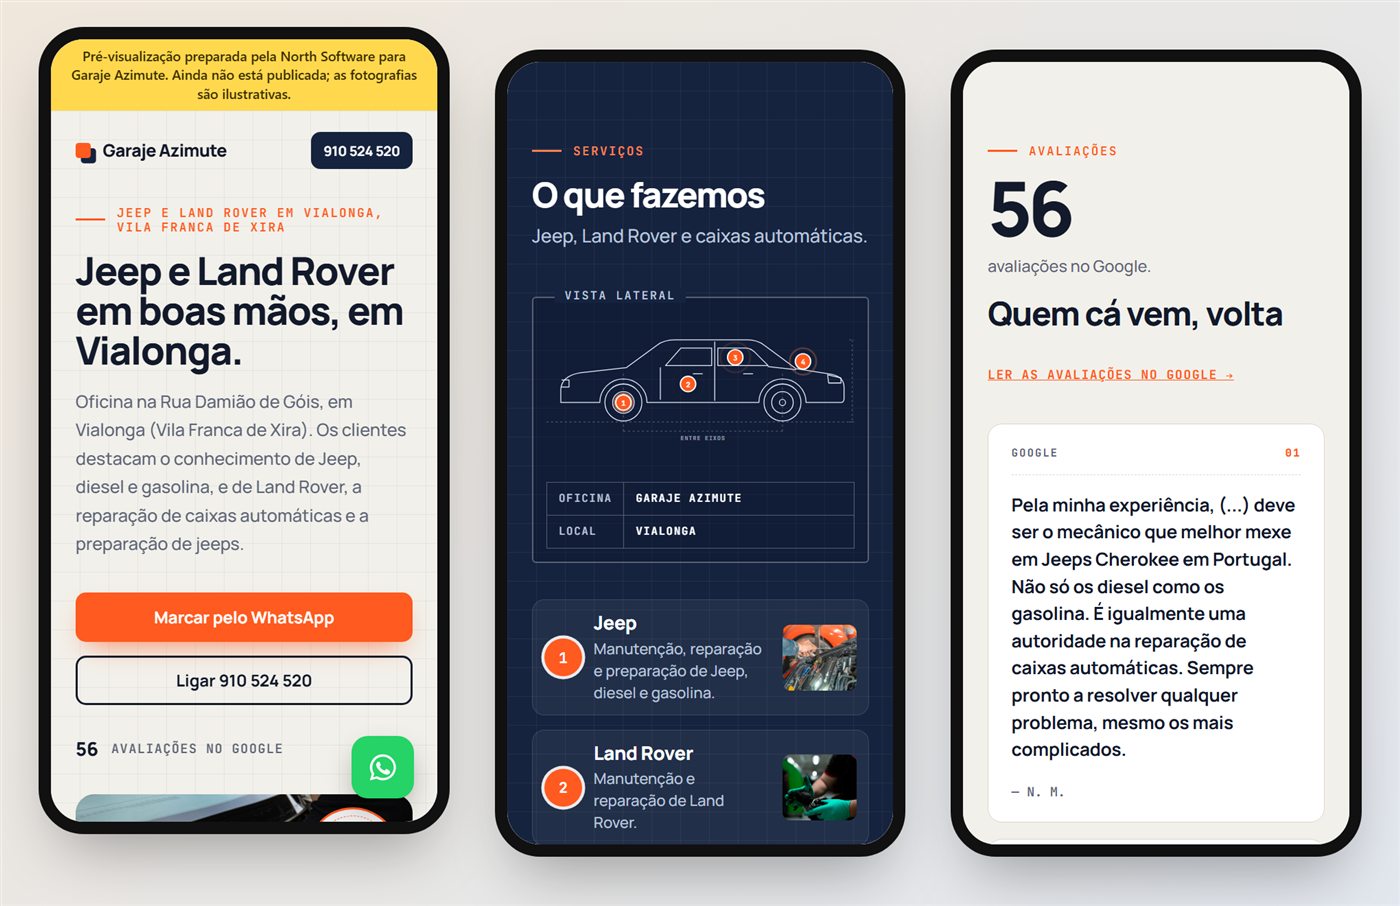 Pré-visualização preparada pela North Software para
Garaje Azimute. Ainda não está publicada; as fotografias
são ilustrativas.
Garaje Azimute
910 524 520
JEEP E LAND ROVER EM VIALONGA,
VILA FRANCA DE XIRA
Jeep e Land Rover
em boas mãos, em
Vialonga.
Oficina na Rua Damião de Góis, em
Vialonga (Vila Franca de Xira). Os clientes
destacam o conhecimento de Jeep,
diesel e gasolina, e de Land Rover, a
reparação de caixas automáticas e a
preparação de jeeps.
Marcar pelo WhatsApp
Ligar 910 524 520
56 AVALIAÇÕES NO GOOGLE
SERVIÇOS
O que fazemos
Jeep, Land Rover e caixas automáticas.
VISTA LATERAL
3
4
2
1
ENTRE EIXOS
OFICINA GARAJE AZIMUTE
LOCAL VIALONGA
1
Jeep
Manutenção, reparação
e preparação de Jeep,
diesel e gasolina.
2
Land Rover
Manutenção e
reparação de Land
Rover.
AVALIAÇÕES
56
avaliações no Google.
Quem cá vem, volta
LER AS AVALIAÇÕES NO GOOGLE →
GOOGLE 01
Pela minha experiência, (...) deve
ser o mecânico que melhor mexe
em Jeeps Cherokee em Portugal.
Não só os diesel como os
gasolina. É igualmente uma
autoridade na reparação de
caixas automáticas. Sempre
pronto a resolver qualquer
problema, mesmo os mais
complicados.
— N. M.